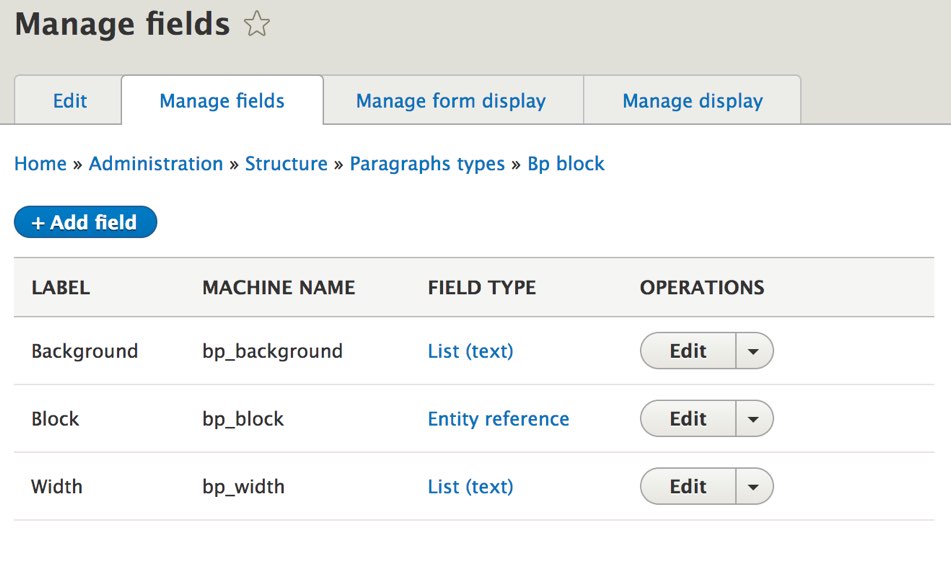 Manage fields
Edit Manage fields Manage form display Manage display
Home » Administration » Structure » Paragraphs types » Bp block
+ Add field
LABEL MACHINE NAME FIELD TYPE OPERATIONS
Background bp_background List (text) Edit
Block bp_block Entity reference Edit
Width bp_width List (text) Edit